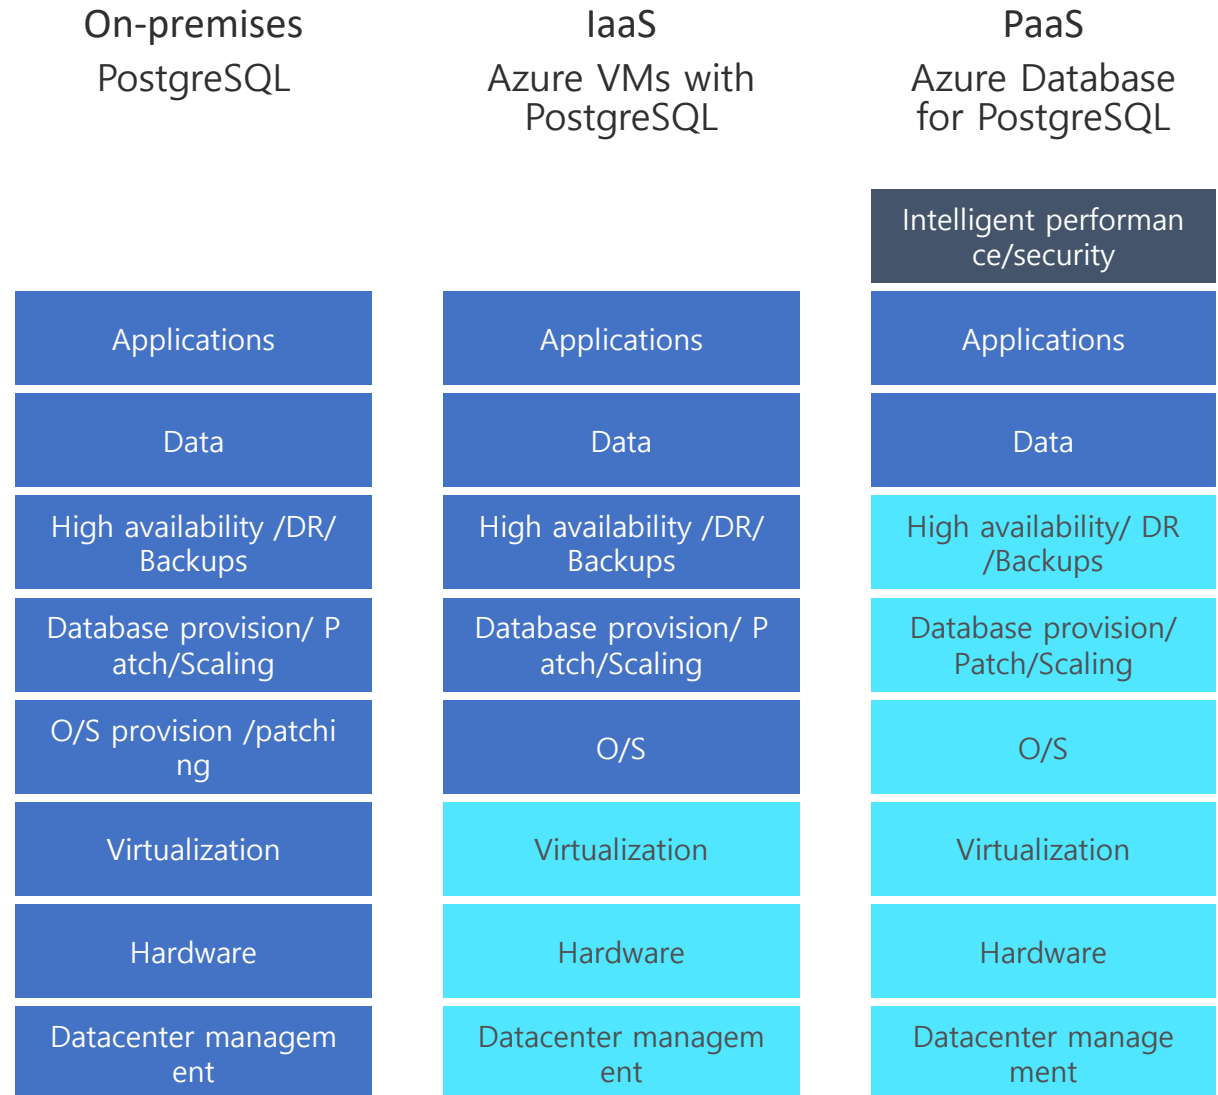 On-premises
PostgreSQL
IaaS
Azure VMs with
PostgreSQL
PaaS
Azure Database
for PostgreSQL
Intelligent performan
ce/security
Applications
Applications
Applications
Data
Data
Data
High availability /DR/
Backups
High availability /DR/
Backups
High availability/ DR
/Backups
Database provision/ P
atch/Scaling
Database provision/ P
atch/Scaling
Database provision/
Patch/Scaling
O/S provision /patchi
ng
O/S
O/S
Virtualization
Virtualization
Virtualization
Hardware
Hardware
Hardware
Datacenter managem
ent
Datacenter managem
ent
Datacenter manage
ment